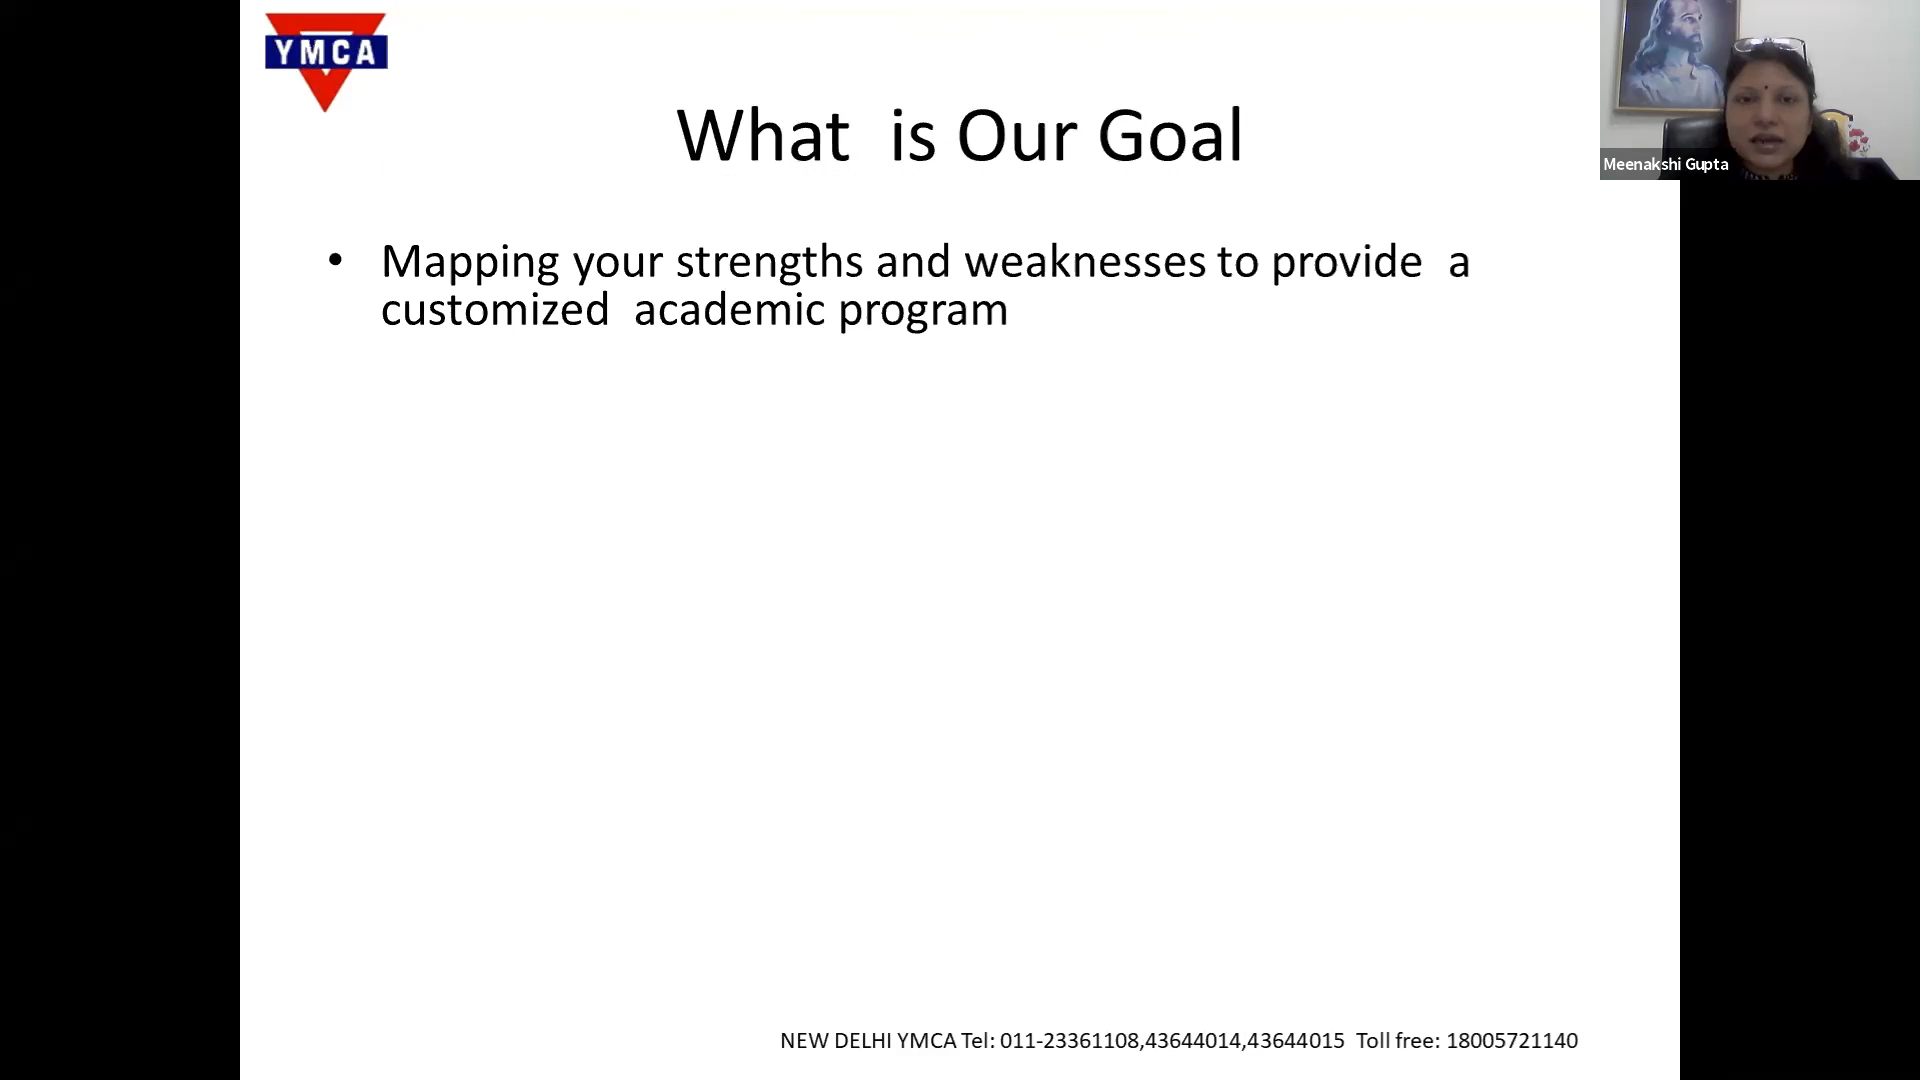 YMCA
What is Our Goal
Meenakshi Gupta
• Mapping your strengths and weaknesses to provide a
customized academic program
NEW DELHI YMCA Tel: 011-23361108,43644014,43644015 Toll free: 18005721140